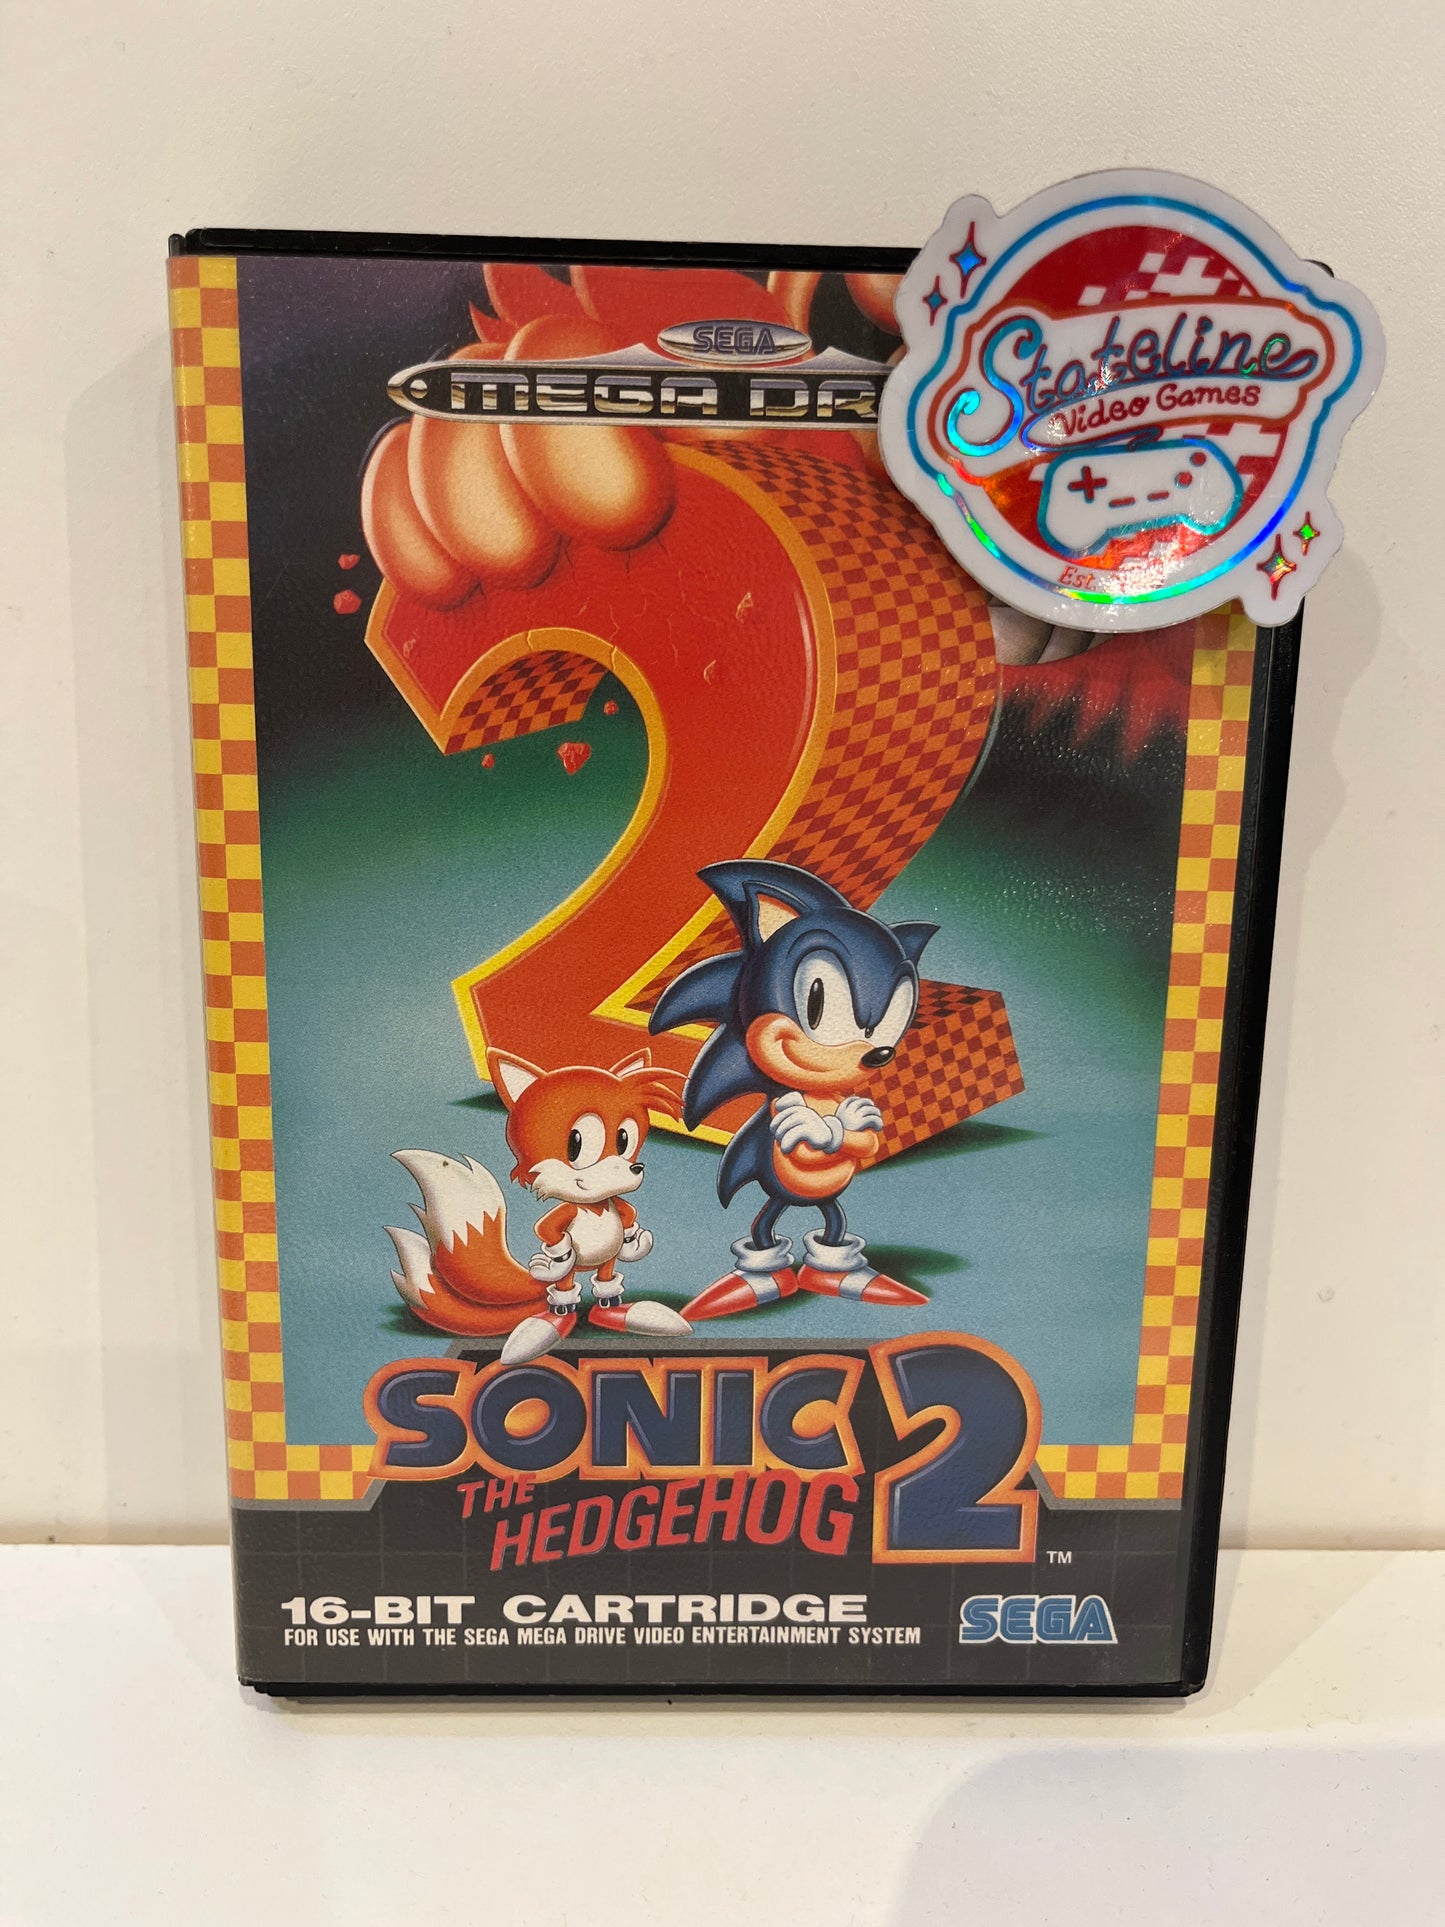 SEGA
MEGA DR
Stateline
Video Games
Est
2
SONIC 2
THE
HEDGEHOG
TM
16-BIT CARTRIDGE
FOR USE WITH THE SEGA MEGA DRIVE VIDEO ENTERTAINMENT SYSTEM
SEGA